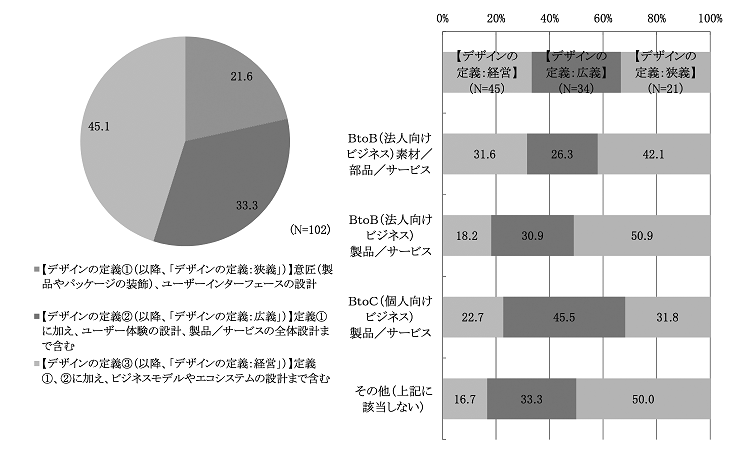 21.6
33.3
45.1
(N=102)
■【デザインの定義①（以降、「デザインの定義：狭義」）】意匠（製
品やパッケージの装飾）、ユーザーインターフェースの設計
■【デザインの定義②（以降、「デザインの定義：広義」）】定義①
に加え、ユーザー体験の設計、製品／サービスの全体設計ま
で含む
■【デザインの定義③（以降、「デザインの定義：経営」）】定義
①、②に加え、ビジネスモデルやエコシステムの設計まで含む
0% 20% 40% 60% 80% 100%
【デザインの 【デザインの 【デザインの
定義：経営】 定義：広義】 定義：狭義】
(N=45) (N=34) (N=21)
BtoB（法人向け
ビジネス）素材／
部品／サービス
31.6 26.3 42.1
BtoB（法人向け
ビジネス）
製品／サービス
18.2 30.9 50.9
BtoC（個人向け
ビジネス）
製品／サービス
22.7 45.5 31.8
その他（上記に
該当しない）
16.7 33.3 50.0